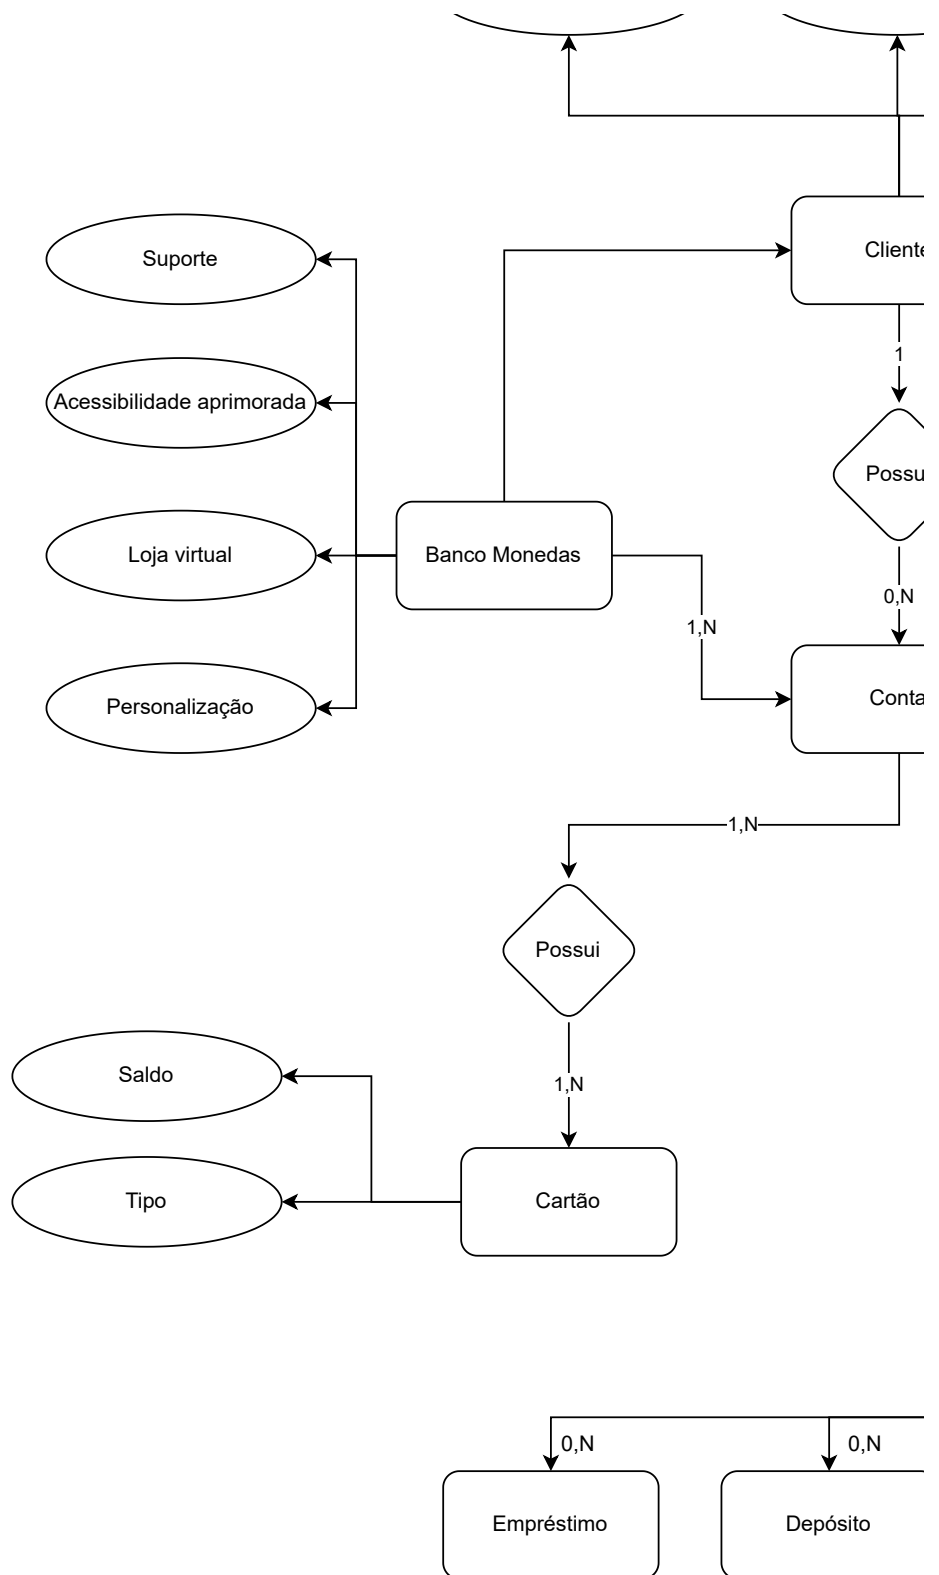 Suporte
Cliente
Acessibilidade aprimorada
1
Possu
Loja virtual
Banco Monedas
0,N
1,N
Personalização
Conta
1,N
Possui
1,N
Saldo
Tipo
Cartão
0,N
0,N
Empréstimo
Depósito